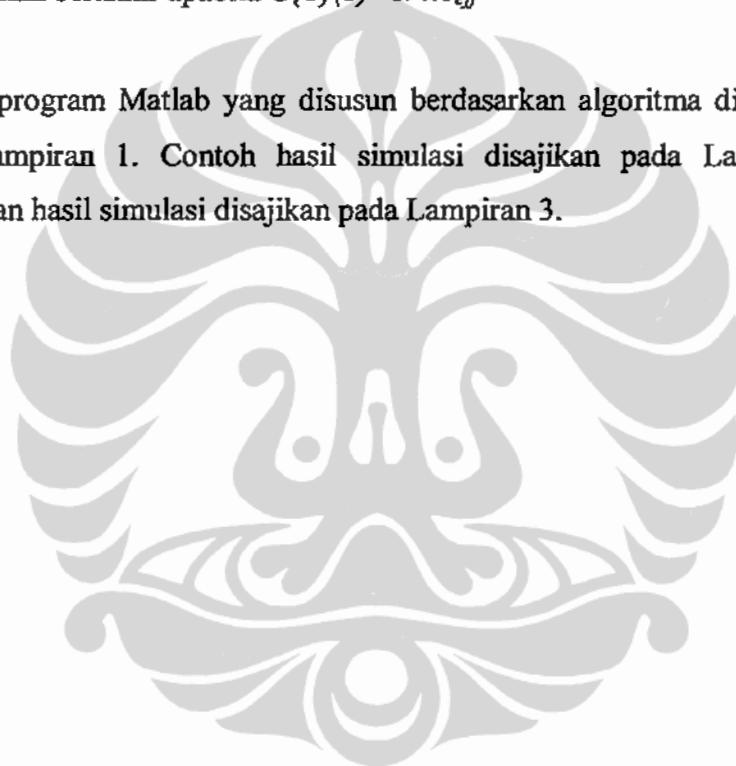 program Matlab yang disusun berdasarkan algoritma di
ampiran 1. Contoh hasil simulasi disajikan pada La
an hasil simulasi disajikan pada Lampiran 3.